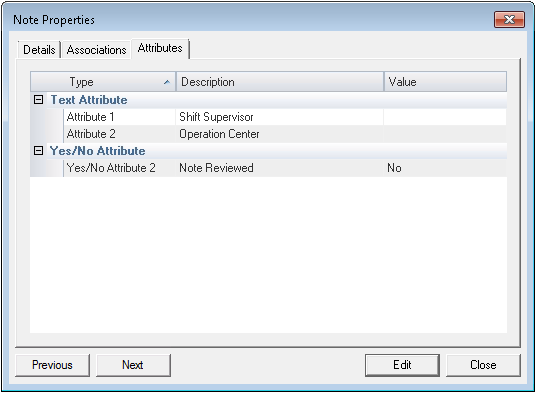 Note Properties
Details Associations Attributes
Type Description Value
Text Attribute
Attribute 1 Shift Supervisor
Attribute 2 Operation Center
Yes/No Attribute
Yes/No Attribute 2 Note Reviewed No
Previous Next Edit Close